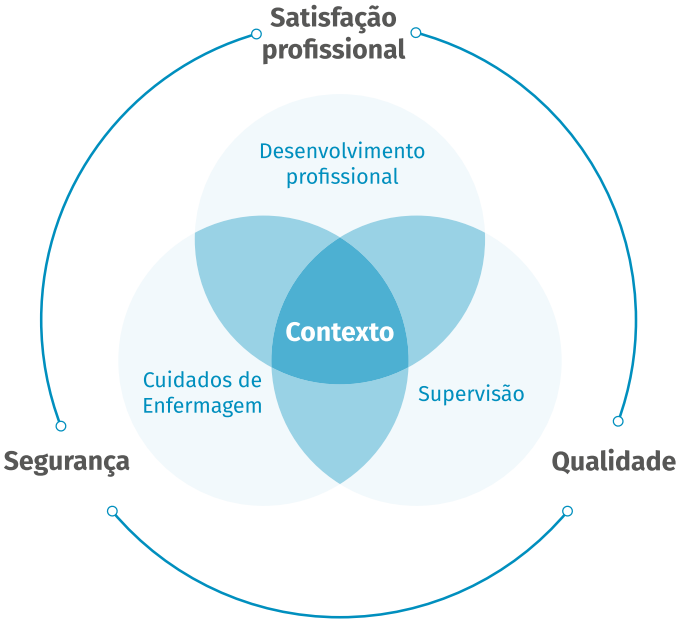 Satisfação
profissional
Desenvolvimento
profissional
Contexto
Cuidados de
Enfermagem
Supervisão
Segurança
Qualidade